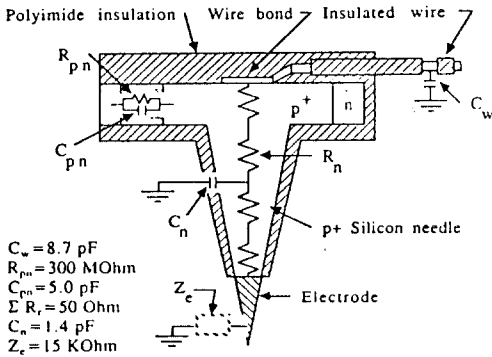 Polyimide insulation
Wire bond
Insulated wire
R pn
p+
n
C w
C pn
R n
C n
p+ Silicon needle
C w = 8.7 pF
R pn = 300 MOhm
C pn = 5.0 pF
Σ R r = 50 Ohm
C n = 1.4 pF
Z e = 15 KOhm
Z e
Electrode